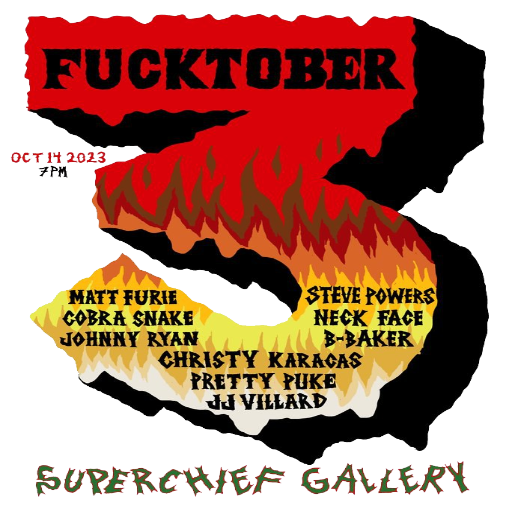 FUCKTOBER
3
OCT 14 2023
7PM
MATT FURIE
COBRA SNAKE
JOHNNY RYAN
STEVE POWERS
NECK FACE
B-BAKER
CHRISTY KARACAS
PRETTY PUKE
JJ VILLARD
SUPERCHIEF GALLERY